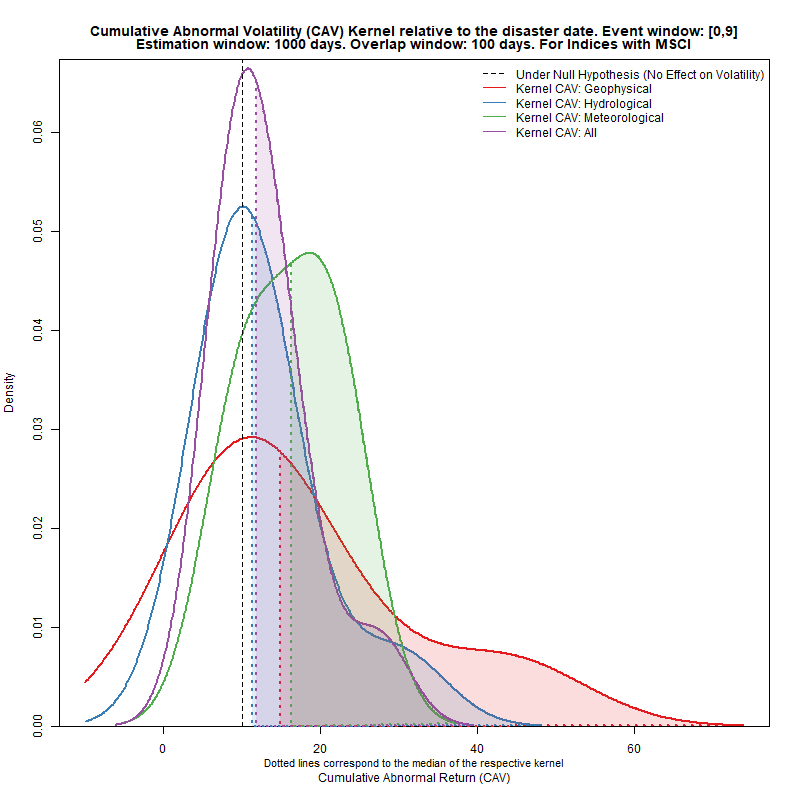 Cumulative Abnormal Volatility (CAV) Kernel relative to the disaster date. Event window: [0,9]
Estimation window: 1000 days. Overlap window: 100 days. For Indices with MSCI
Under Null Hypothesis (No Effect on Volatility)
Kernel CAV: Geophysical
Kernel CAV: Hydrological
Kernel CAV: Meteorological
Kernel CAV: All
Density
0.06
0.05
0.04
0.03
0.02
0.01
0.00
0
20
40
60
Dotted lines correspond to the median of the respective kernel
Cumulative Abnormal Return (CAV)